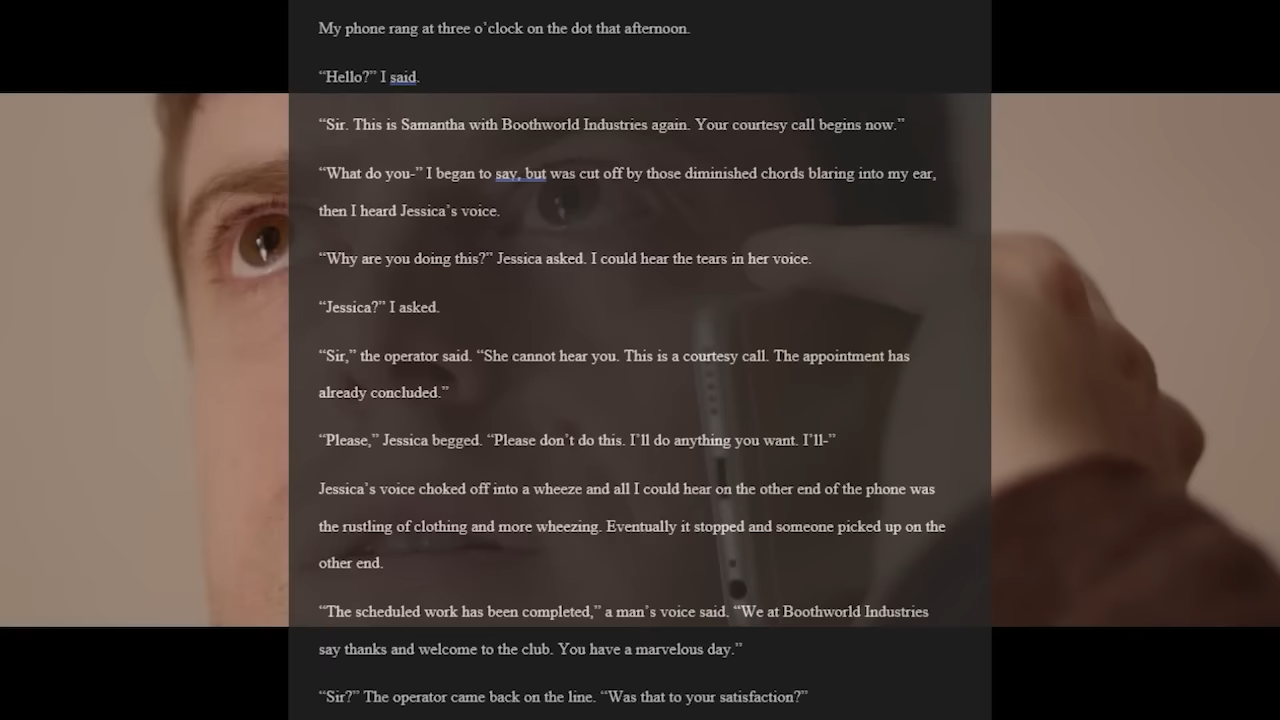 My phone rang at three o’clock on the dot that afternoon.
“Hello?” I said.
“Sir. This is Samantha with Boothworld Industries again. Your courtesy call begins now.”
“What do you-” I began to say, but was cut off by those diminished chords blaring into my ear,
then I heard Jessica’s voice.
“Why are you doing this?” Jessica asked. I could hear the tears in her voice.
“Jessica?” I asked.
“Sir,” the operator said. “She cannot hear you. This is a courtesy call. The appointment has
already concluded.”
“Please,” Jessica begged. “Please don’t do this. I’ll do anything you want. I’ll-”
Jessica’s voice choked off into a wheeze and all I could hear on the other end of the phone was
the rustling of clothing and more wheezing. Eventually it stopped and someone picked up on the
other end.
“The scheduled work has been completed,” a man’s voice said. “We at Boothworld Industries
say thanks and welcome to the club. You have a marvelous day.”
“Sir?” The operator came back on the line. “Was that to your satisfaction?”